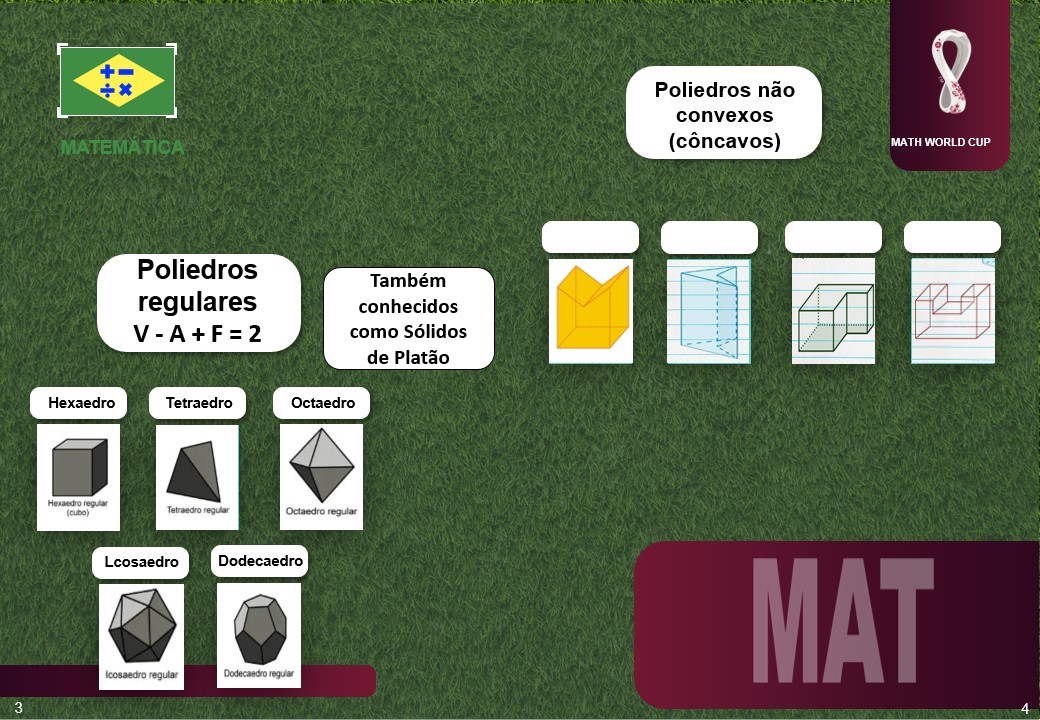 MATEMÁTICA
Poliedros não
convexos
(côncavos)
MATH WORLD CUP
Poliedros
regulares
V - A + F = 2
Também
conhecidos
como Sólidos
de Platão
Hexaedro
Tetraedro
Octaedro
Hexaedro regular
(cubo)
Tetraedro regular
Octaedro regular
Lcosaedro
Dodecaedro
Icosaedro regular
Dodecaedro regular
MAT
3
4